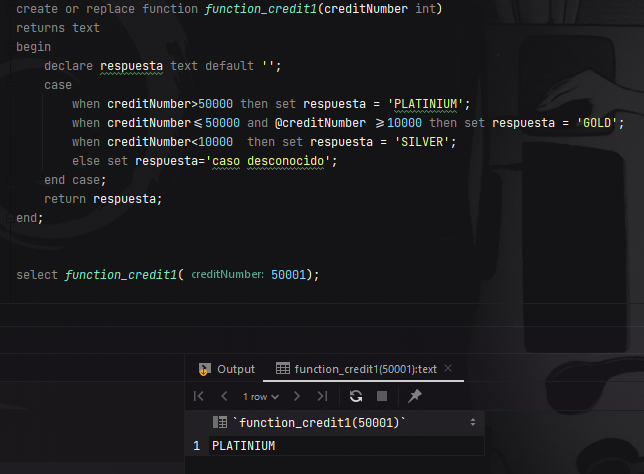 create or replace function function_credit1(creditNumber int)
returns text
begin
    declare respuesta text default '';
    case
        when creditNumber>50000 then set respuesta = 'PLATINIUM';
        when creditNumber<=50000 and @creditNumber >=10000 then set respuesta = 'GOLD';
        when creditNumber<10000  then set respuesta = 'SILVER';
        else set respuesta='caso desconocido';
    end case;
    return respuesta;
end;
select function_credit1( creditNumber: 50001);
Output function_credit1(50001):text
1 row
`function_credit1(50001)`
1 PLATINIUM